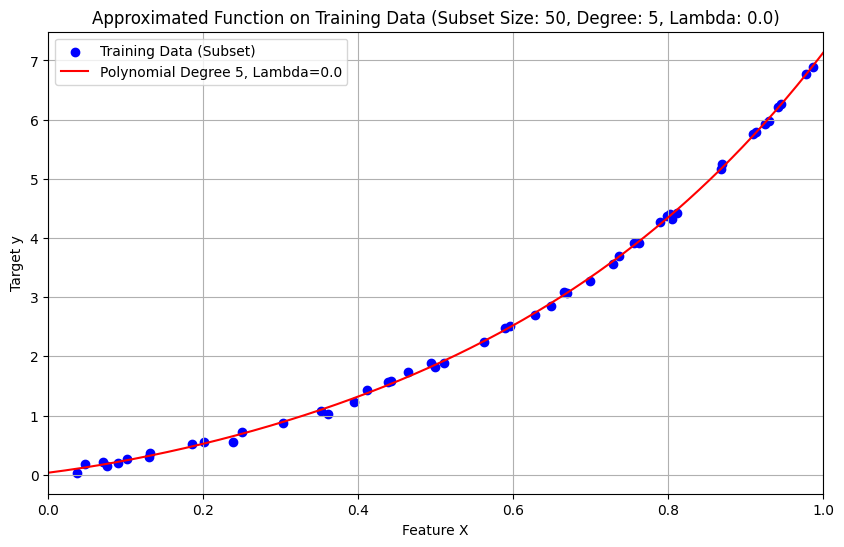 Approximated Function on Training Data (Subset Size: 50, Degree: 5, Lambda: 0.0)
Training Data (Subset)
Polynomial Degree 5, Lambda=0.0
7
6
5
4
3
2
1
0
Target y
0.0 0.2 0.4 0.6 0.8 1.0
Feature X